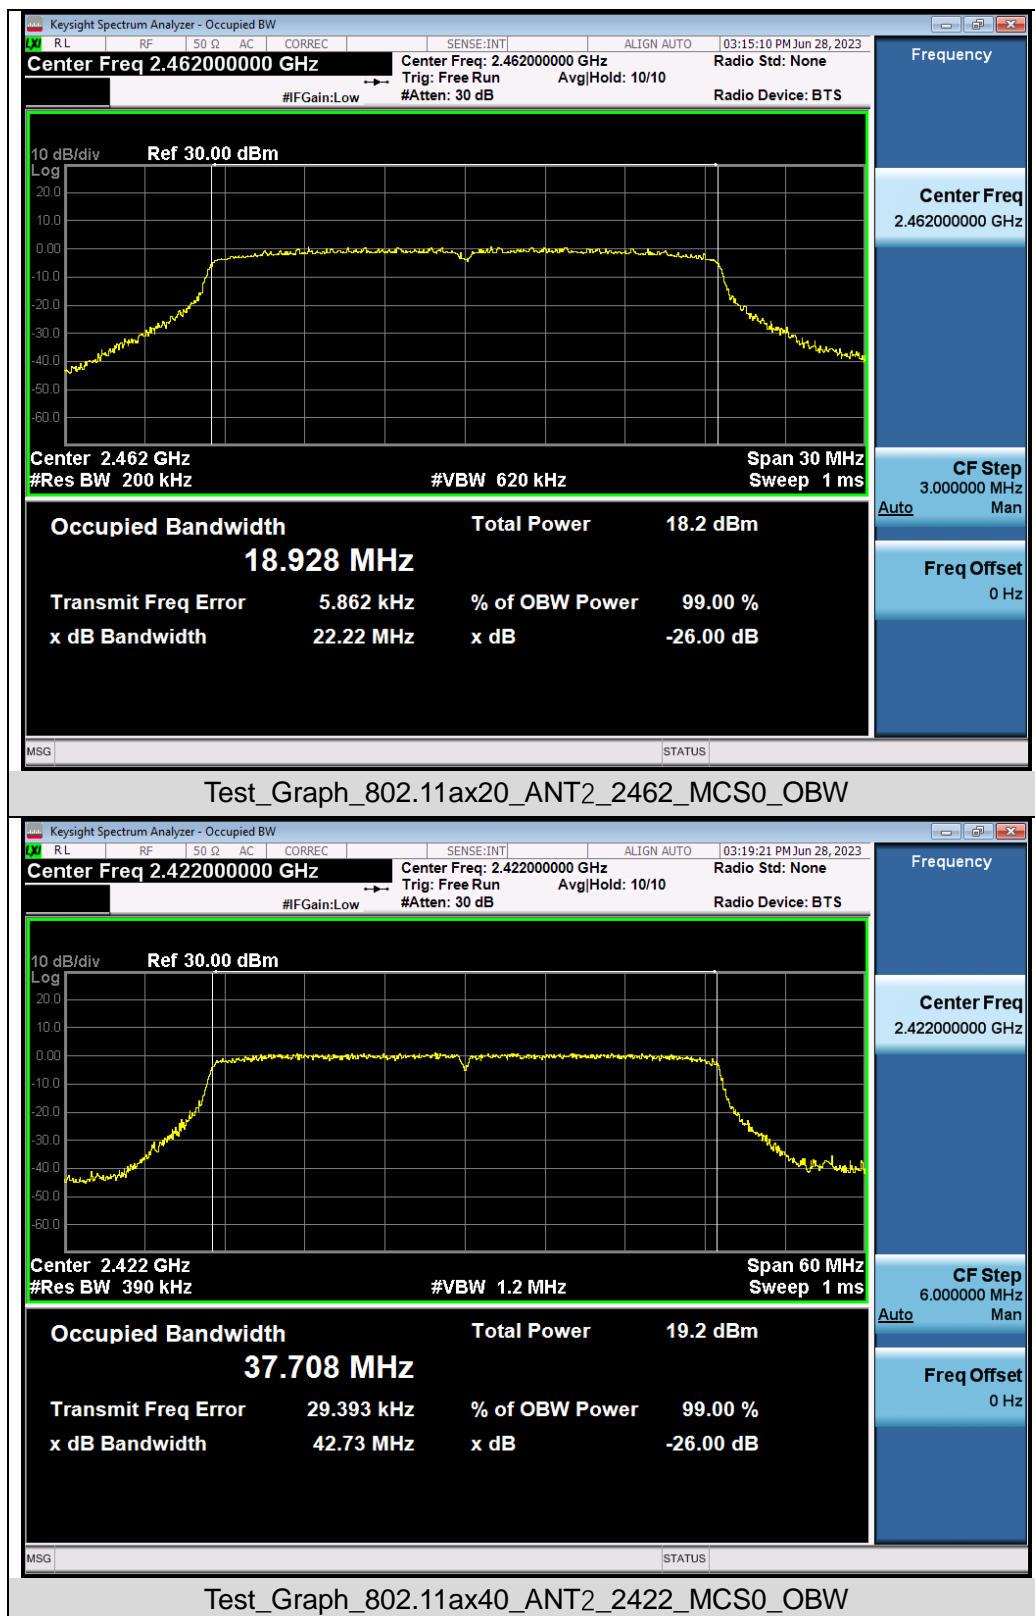 Keysight Spectrum Analyzer - Occupied BW
LXI RL RF 50 Ω AC CORREC SENSE:INT ALIGN AUTO 03:15:10 PM Jun 28, 2023
Center Freq 2.462000000 GHz
Center Freq: 2.462000000 GHz
Radio Std: None
Trig: Free Run Avg|Hold: 10/10
#IFGain:Low #Atten: 30 dB Radio Device: BTS
Frequency
10 dB/div Ref 30.00 dBm
Log
20.0
10.0
0.00
-10.0
-20.0
-30.0
-40.0
-50.0
-60.0
Center Freq
2.462000000 GHz
Center 2.462 GHz Span 30 MHz
#Res BW 200 kHz #VBW 620 kHz Sweep 1 ms
CF Step
3.000000 MHz
Auto Man
Occupied Bandwidth Total Power 18.2 dBm
18.928 MHz
Freq Offset
0 Hz
Transmit Freq Error 5.862 kHz % of OBW Power 99.00 %
x dB Bandwidth 22.22 MHz x dB -26.00 dB
MSG STATUS
Test_Graph_802.11ax20_ANT2_2462_MCS0_OBW
Keysight Spectrum Analyzer - Occupied BW
LXI RL RF 50 Ω AC CORREC SENSE:INT ALIGN AUTO 03:19:21 PM Jun 28, 2023
Center Freq 2.422000000 GHz
Center Freq: 2.422000000 GHz
Radio Std: None
Trig: Free Run Avg|Hold: 10/10
#IFGain:Low #Atten: 30 dB Radio Device: BTS
Frequency
10 dB/div Ref 30.00 dBm
Log
20.0
10.0
0.00
-10.0
-20.0
-30.0
-40.0
-50.0
-60.0
Center Freq
2.422000000 GHz
Center 2.422 GHz Span 60 MHz
#Res BW 390 kHz #VBW 1.2 MHz Sweep 1 ms
CF Step
6.000000 MHz
Auto Man
Occupied Bandwidth Total Power 19.2 dBm
37.708 MHz
Freq Offset
0 Hz
Transmit Freq Error 29.393 kHz % of OBW Power 99.00 %
x dB Bandwidth 42.73 MHz x dB -26.00 dB
MSG STATUS
Test_Graph_802.11ax40_ANT2_2422_MCS0_OBW